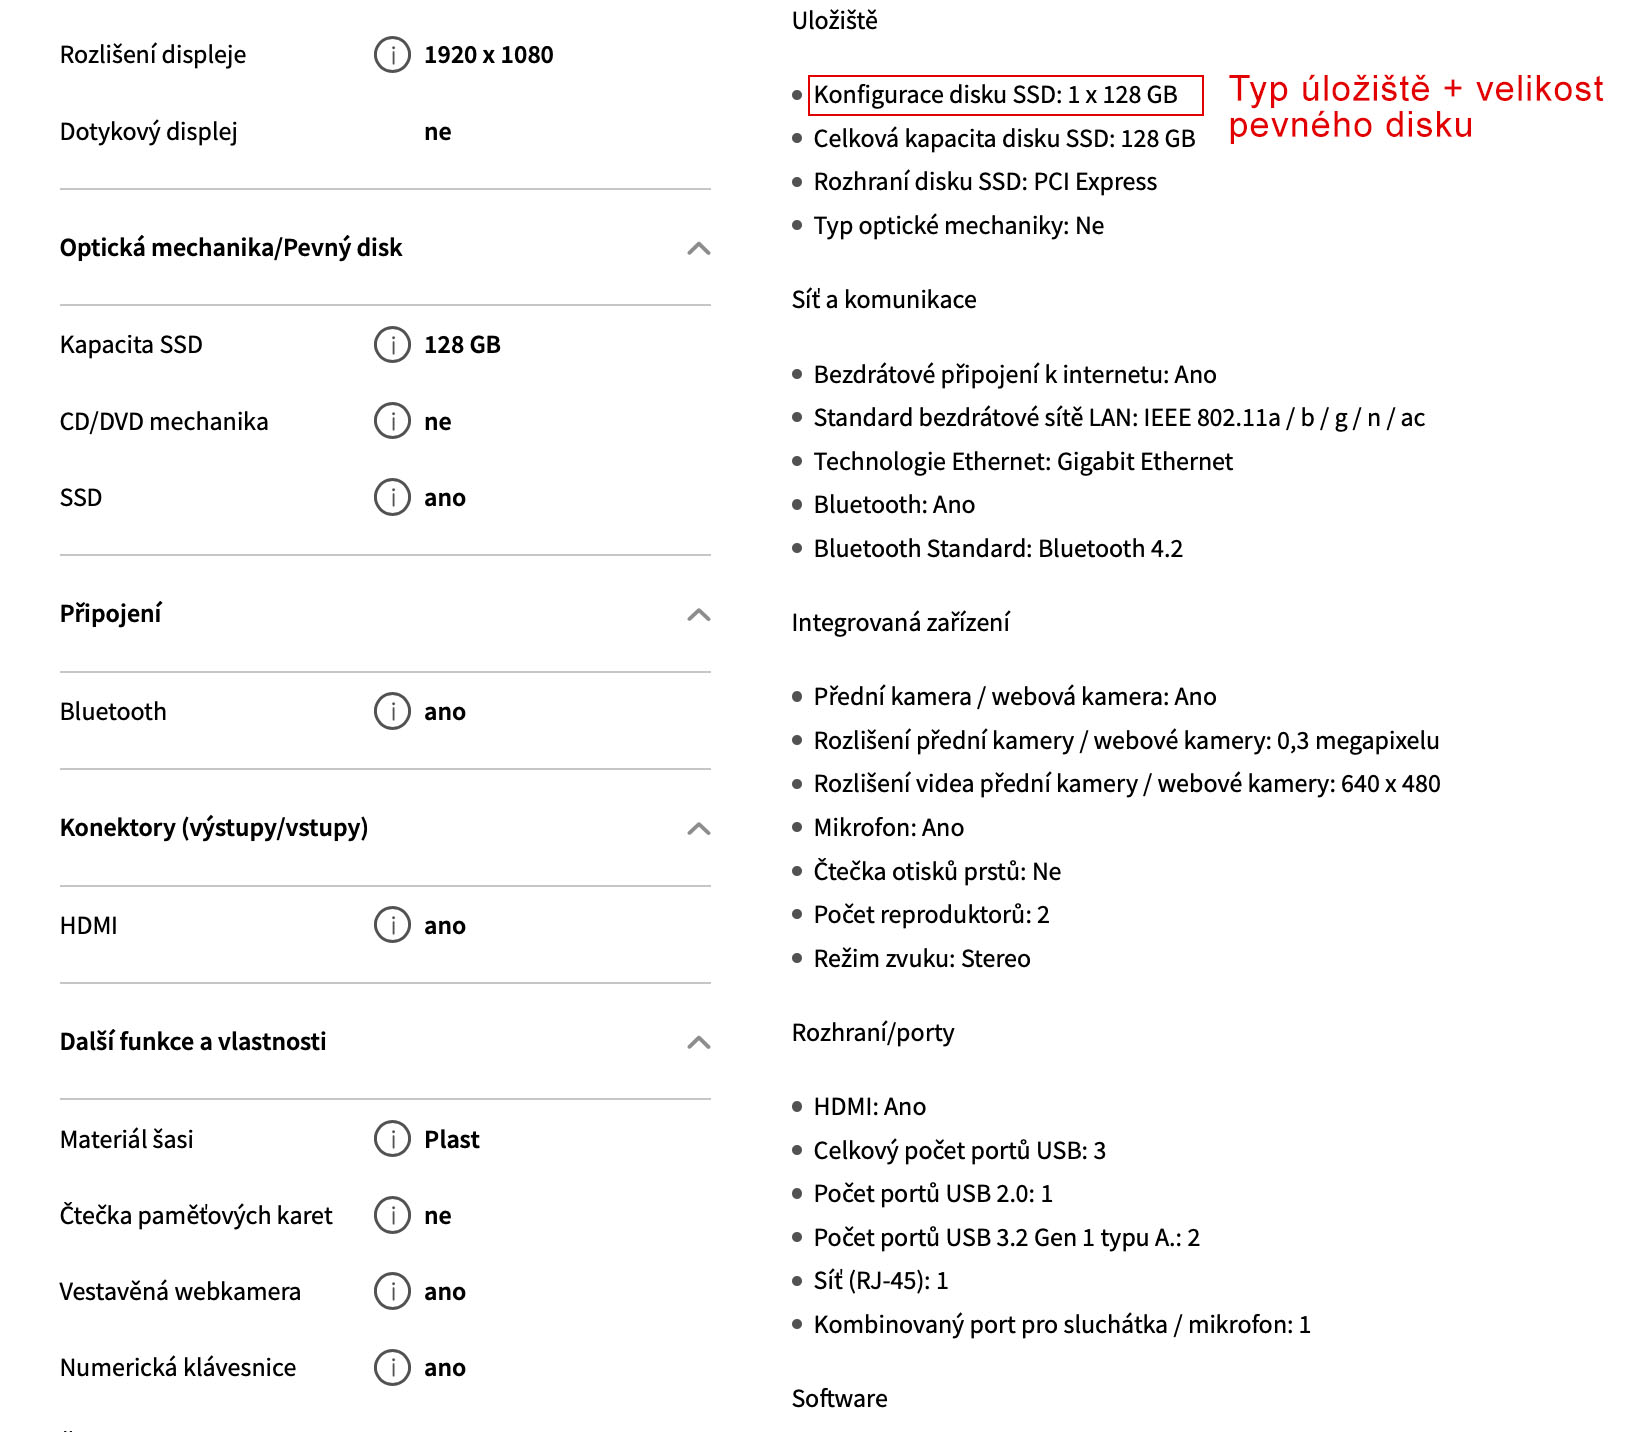 Rozlišení displeje 1920 x 1080
Dotykový displej ne
Optická mechanika/Pevný disk
Kapacita SSD 128 GB
CD/DVD mechanika ne
SSD ano
Připojení
Bluetooth ano
Konektory (výstupy/vstupy)
HDMI ano
Další funkce a vlastnosti
Materiál šasi Plast
Čtečka paměťových karet ne
Vestavěná webkamera ano
Numerická klávesnice ano
Uložiště
Konfigurace disku SSD: 1 x 128 GB
Typ úložiště + velikost
pevného disku
Celková kapacita disku SSD: 128 GB
Rozhraní disku SSD: PCI Express
Typ optické mechaniky: Ne
Síť a komunikace
Bezdrátové připojení k internetu: Ano
Standard bezdrátové sítě LAN: IEEE 802.11a / b / g / n / ac
Technologie Ethernet: Gigabit Ethernet
Bluetooth: Ano
Bluetooth Standard: Bluetooth 4.2
Integrovaná zařízení
Přední kamera / webová kamera: Ano
Rozlišení přední kamery / webové kamery: 0,3 megapixelu
Rozlišení videa přední kamery / webové kamery: 640 x 480
Mikrofon: Ano
Čtečka otisků prstů: Ne
Počet reproduktorů: 2
Režim zvuku: Stereo
Rozhraní/porty
HDMI: Ano
Celkový počet portů USB: 3
Počet portů USB 2.0: 1
Počet portů USB 3.2 Gen 1 typu A.: 2
Síť (RJ-45): 1
Kombinovaný port pro sluchátka / mikrofon: 1
Software